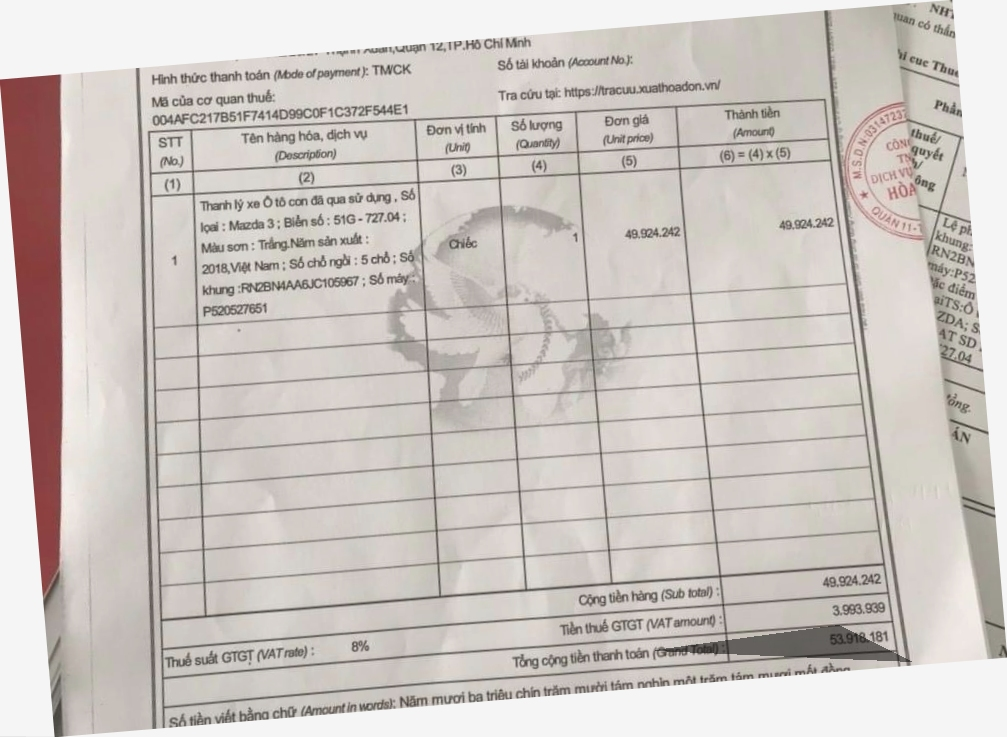 Thạnh Xuân,Quận 12,TP.Hồ Chí Minh
Hình thức thanh toán (Mode of payment): TM/CK
Số tài khoản (Account No.):
Mã của cơ quan thuế:
004AFC217B51F7414D99C0F1C372F544E1
Tra cứu tại: https://tracuu.xuathoadon.vn/
STT
(No.)
Tên hàng hóa, dịch vụ
(Description)
Đơn vị tính
(Unit)
Số lượng
(Quantity)
Đơn giá
(Unit price)
Thành tiền
(Amount)
(1)
(2)
(3)
(4)
(5)
(6) = (4) x (5)
1
Thanh lý xe Ô tô con đã qua sử dụng , Số
loại : Mazda 3 ; Biển số : 51G - 727.04 ;
Màu sơn : Trắng.Năm sản xuất :
2018,Việt Nam ; Số chỗ ngồi : 5 chỗ ; Số
khung :RN2BN4AA6JC105967 ; Số máy :
P520527651
Chiếc
1
49.924.242
49.924.242
Cộng tiền hàng (Sub total) :
49.924.242
Tiền thuế GTGT (VAT amount) :
3.993.939
Thuế suất GTGT (VAT rate) :
8%
Tổng cộng tiền thanh toán (Grand Total) :
53.918.181
Số tiền viết bằng chữ (Amount in words): Năm mươi ba triệu chín trăm mười tám nghìn một trăm tám mươi mốt đồng
M.S.D.N:0314723
CÔN
DỊCH VỤ
HÒA
QUẬN 11
NH
quan có thẩm
hi cục Thuế
Phần
thuế/
quyết
h/
ông
Lệ ph
khung:
RN2BN
máy:P52
ặc điểm
aiTS:Ô
ZDA; S
AT SD
27.04
tổng
ÁN